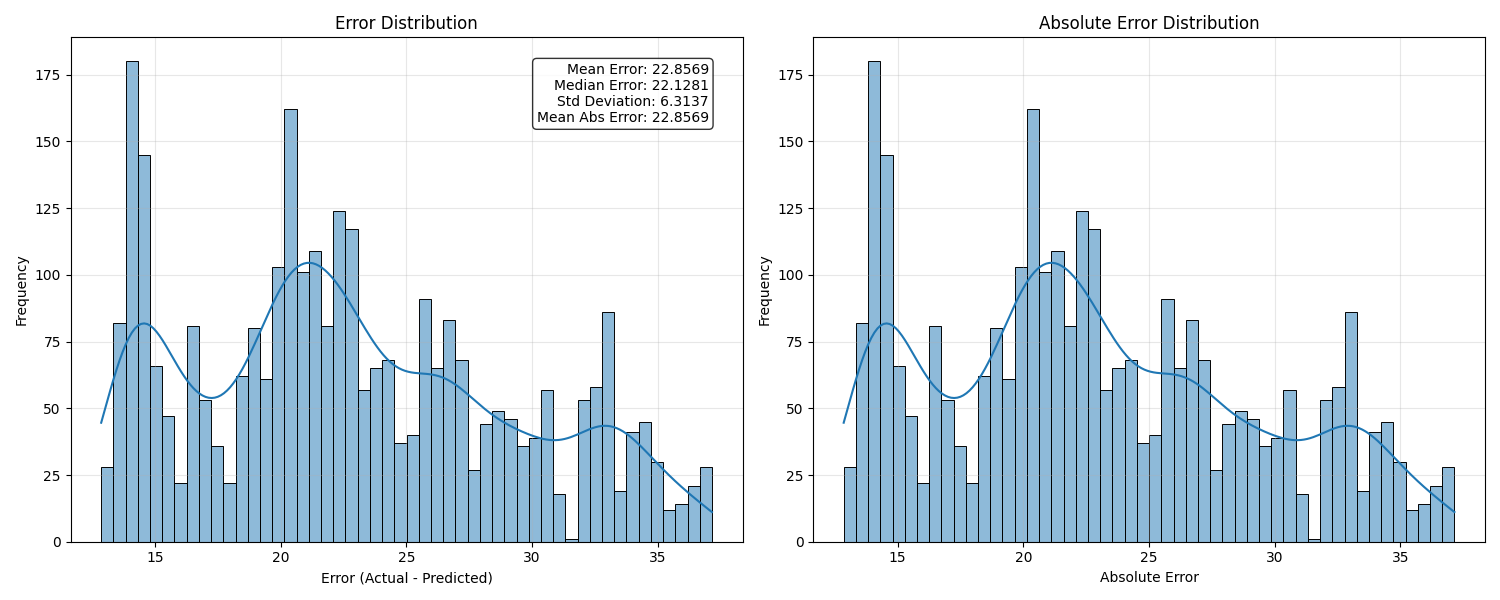 Error Distribution
175
150
125
100
75
50
25
0
Frequency
Mean Error: 22.8569
Median Error: 22.1281
Std Deviation: 6.3137
Mean Abs Error: 22.8569
15 20 25 30 35
Error (Actual - Predicted)
Absolute Error Distribution
175
150
125
100
75
50
25
0
Frequency
15 20 25 30 35
Absolute Error